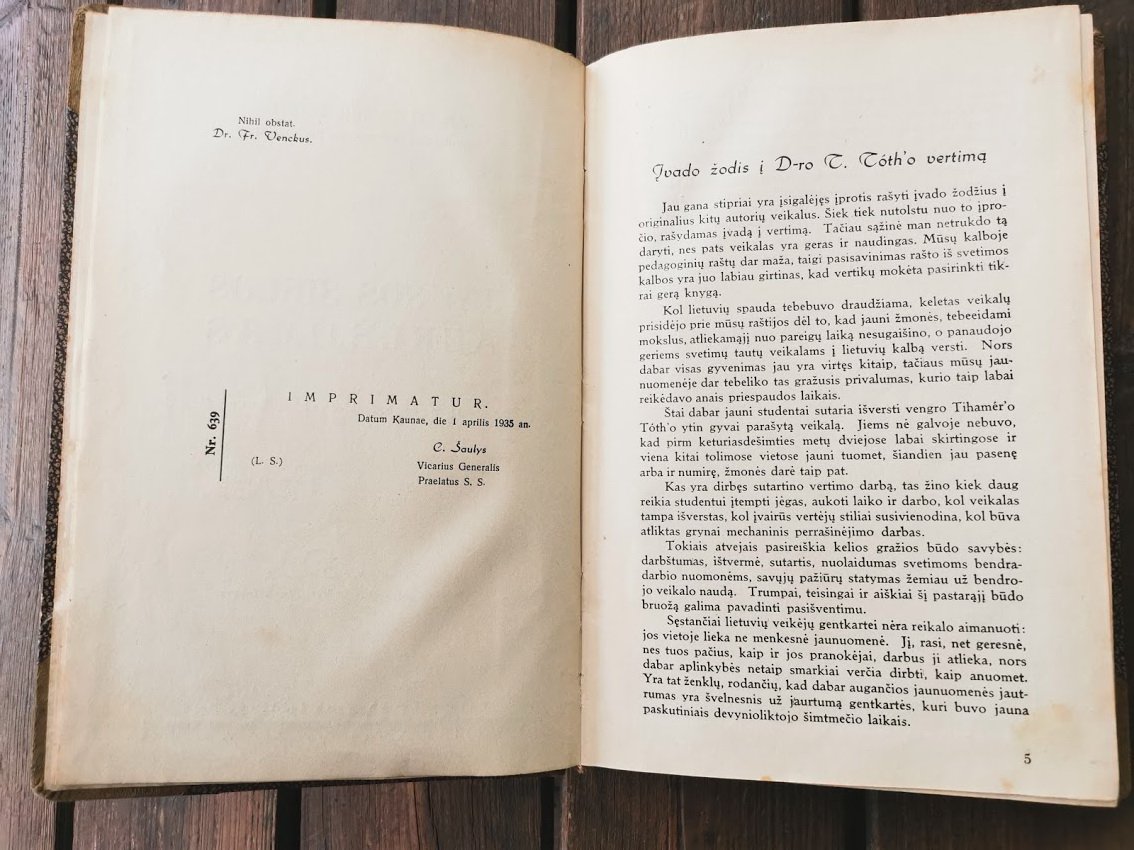 Nihil obstat.
Dr. Fr. Venckus.
Nr. 639
IMPRIMATUR.
Datum Kaunae, die 1 aprilis 1935 an.
C. Šaulys
(L. S.)
Vicarius Generalis
Praelatus S. S.
Įvado žodis į D-ro T. Tóth'o vertimą
Jau gana stipriai yra įsigalėjęs įprotis rašyti įvado žodžius į
originalius kitų autorių veikalus. Šiek tiek nutolstu nuo to įpro-
čio, rašydamas įvadą į vertimą. Tačiau sąžinė man netrukdo tą
daryti, nes pats veikalas yra geras ir naudingas. Mūsų kalboje
pedagoginių raštų dar maža, taigi pasisavinimas rašto iš svetimos
kalbos yra juo labiau girtinas, kad vertikų mokėta pasirinkti tik-
rai gerą knygą.
Kol lietuvių spauda tebebuvo draudžiama, keletas veikalų
prisidėjo prie mūsų raštijos dėl to, kad jauni žmonės, tebeeidami
mokslus, atliekamąjį nuo pareigų laiką nesugaišino, o panaudojo
geriems svetimų tautų veikalams į lietuvių kalbą versti. Nors
dabar visas gyvenimas jau yra virtęs kitaip, tačiaus mūsų jau-
nuomenėje dar tebeliko tas gražusis privalumas, kurio taip labai
reikėdavo anais priespaudos laikais.
Štai dabar jauni studentai sutaria išversti vengro Tihamér'o
Tóth'o ytin gyvai parašytą veikalą. Jiems nė galvoje nebuvo,
kad pirm keturiasdešimties metų dviejose labai skirtingose ir
viena kitai tolimose vietose jauni tuomet, šiandien jau pasenę
arba ir numirę, žmonės darė taip pat.
Kas yra dirbęs sutartino vertimo darbą, tas žino kiek daug
reikia studentui įtempti jėgas, aukoti laiko ir darbo, kol veikalas
tampa išverstas, kol įvairūs vertėjų stiliai susivienodina, kol būva
atliktas grynai mechaninis perrašinėjimo darbas.
Tokiais atvejais pasireiškia kelios gražios būdo savybės:
darbštumas, ištvermė, sutartis, nuolaidumas svetimoms bendra-
darbio nuomonėms, savųjų pažiūrų statymas žemiau už bendro-
jo veikalo naudą. Trumpai, teisingai ir aiškiai šį pastarąjį būdo
bruožą galima pavadinti pasišventimu.
Sęstančiai lietuvių veikėjų gentkartei nėra reikalo aimanuoti:
jos vietoje lieka ne menkesnė jaunuomenė. Jį, rasi, net geresnė,
nes tuos pačius, kaip ir jos pranokėjai, darbus ji atlieka, nors
dabar aplinkybės netaip smarkiai verčia dirbti, kaip anuomet.
Yra tat ženklų, rodančių, kad dabar augančios jaunuomenės jaut-
rumas yra švelnesnis už jaurtumą gentkartės, kuri buvo jauna
paskutiniais devynioliktojo šimtmečio laikais.
5